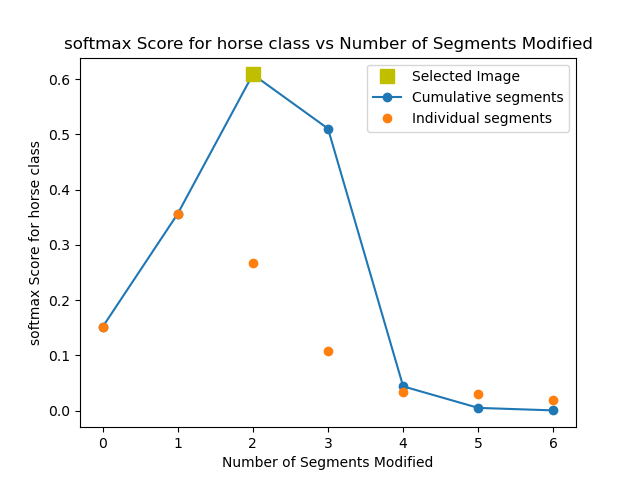 softmax Score for horse class vs Number of Segments Modified
Selected Image
Cumulative segments
Individual segments
softmax Score for horse class
0.6
0.5
0.4
0.3
0.2
0.1
0.0
0 1 2 3 4 5 6
Number of Segments Modified